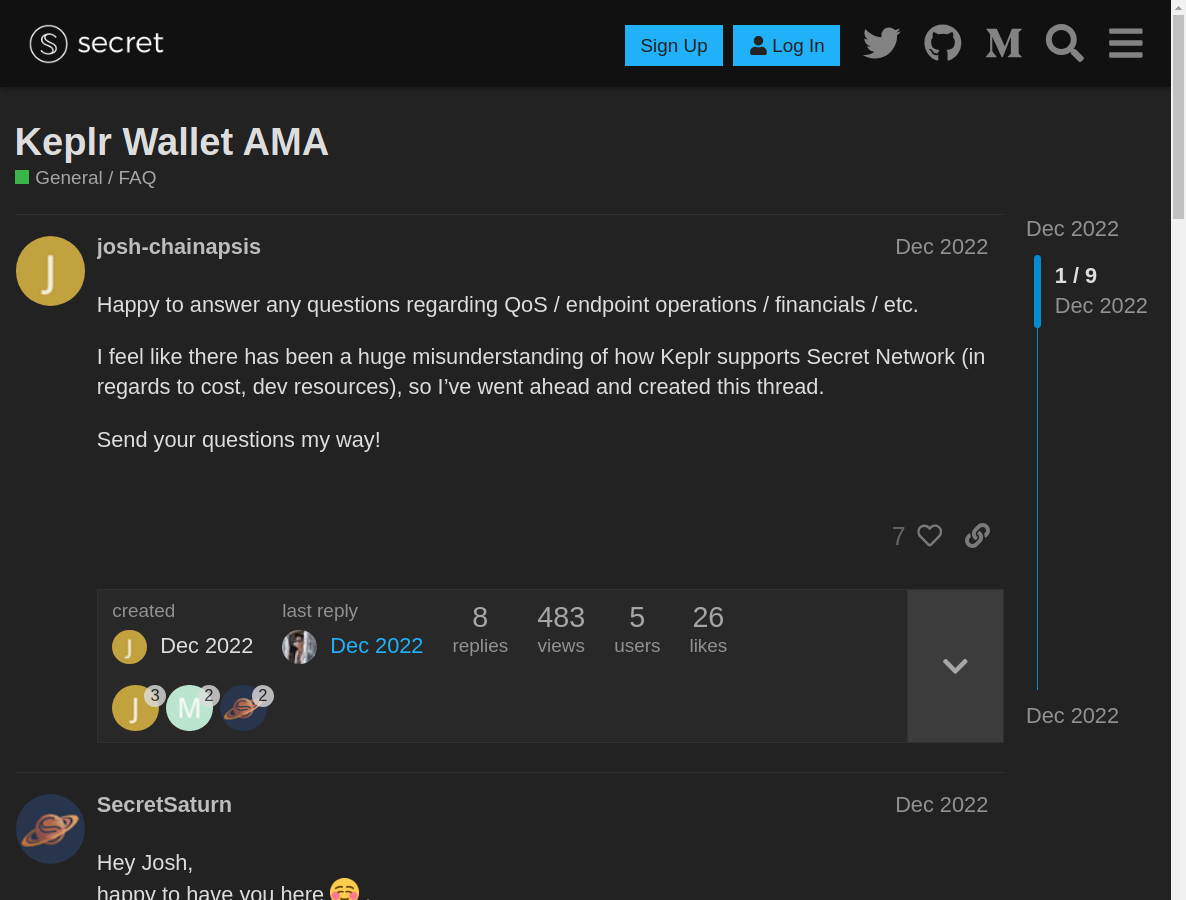 secret
Sign Up
Log In
Keplr Wallet AMA
General / FAQ
josh-chainapsis
Dec 2022
Happy to answer any questions regarding QoS / endpoint operations / financials / etc.
I feel like there has been a huge misunderstanding of how Keplr supports Secret Network (in
regards to cost, dev resources), so I’ve went ahead and created this thread.
Send your questions my way!
7
created
J
Dec 2022
last reply
Dec 2022
8
replies
483
views
5
users
26
likes
J
3
M
2
2
Dec 2022
1 / 9
Dec 2022
Dec 2022
SecretSaturn
Dec 2022
Hey Josh,
happy to have you here